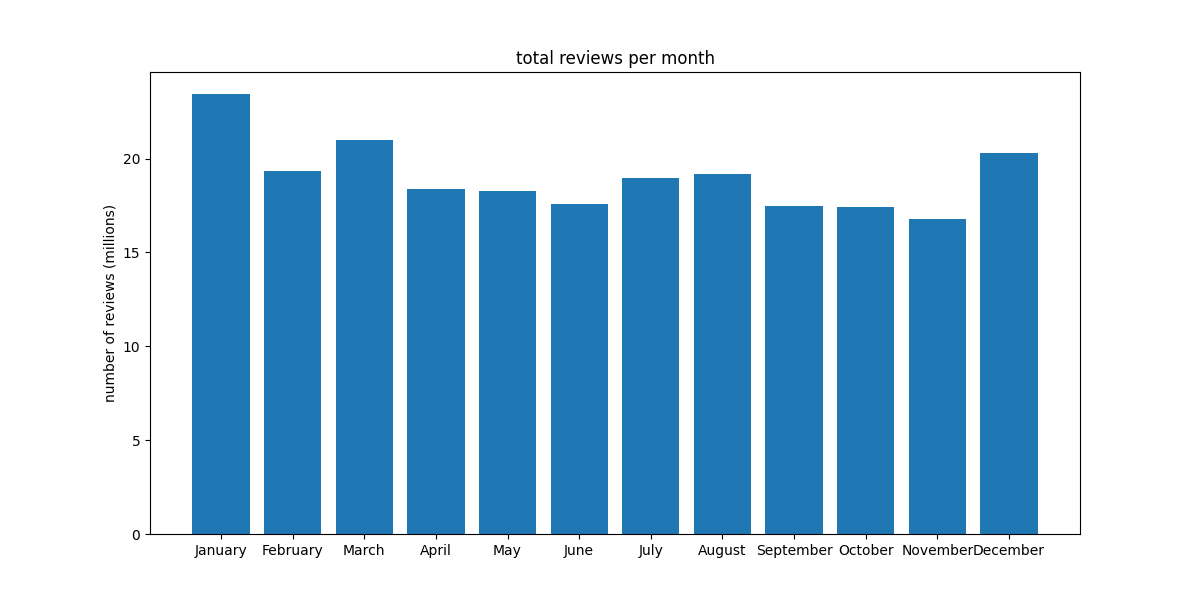 total reviews per month
number of reviews (millions)
20
15
10
5
0
January February March April May June July August September October November December